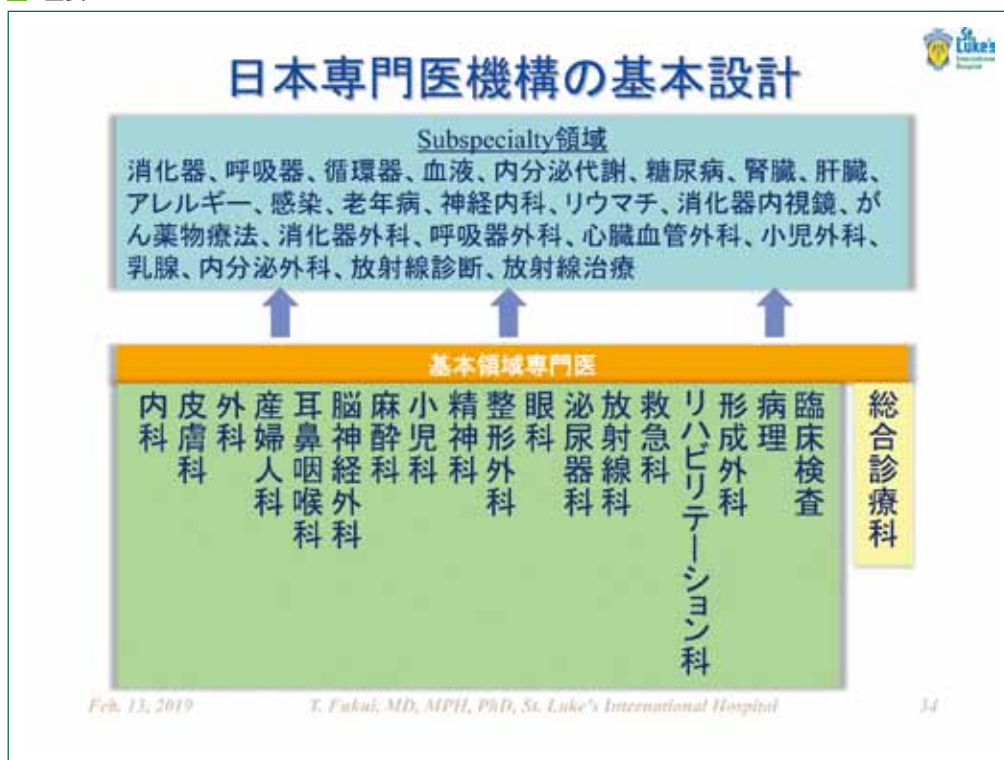 St.
Luke's
International
Hospital
日本専門医機構の基本設計
Subspecialty領域
消化器、呼吸器、循環器、血液、内分泌代謝、糖尿病、腎臓、肝臓、
アレルギー、感染、老年病、神経内科、リウマチ、消化器内視鏡、が
ん薬物療法、消化器外科、呼吸器外科、心臓血管外科、小児外科、
乳腺、内分泌外科、放射線診断、放射線治療
基本領域専門医
内科
皮膚科
外科
産婦人科
耳鼻咽喉科
脳神経外科
麻酔科
小児科
精神科
整形外科
眼科
泌尿器科
放射線科
救急科
リハビリテーション科
形成外科
病理
臨床検査
総合診療科
Feb. 13, 2019
T. Fukui, MD, MPH, PhD, St. Luke's International Hospital
34